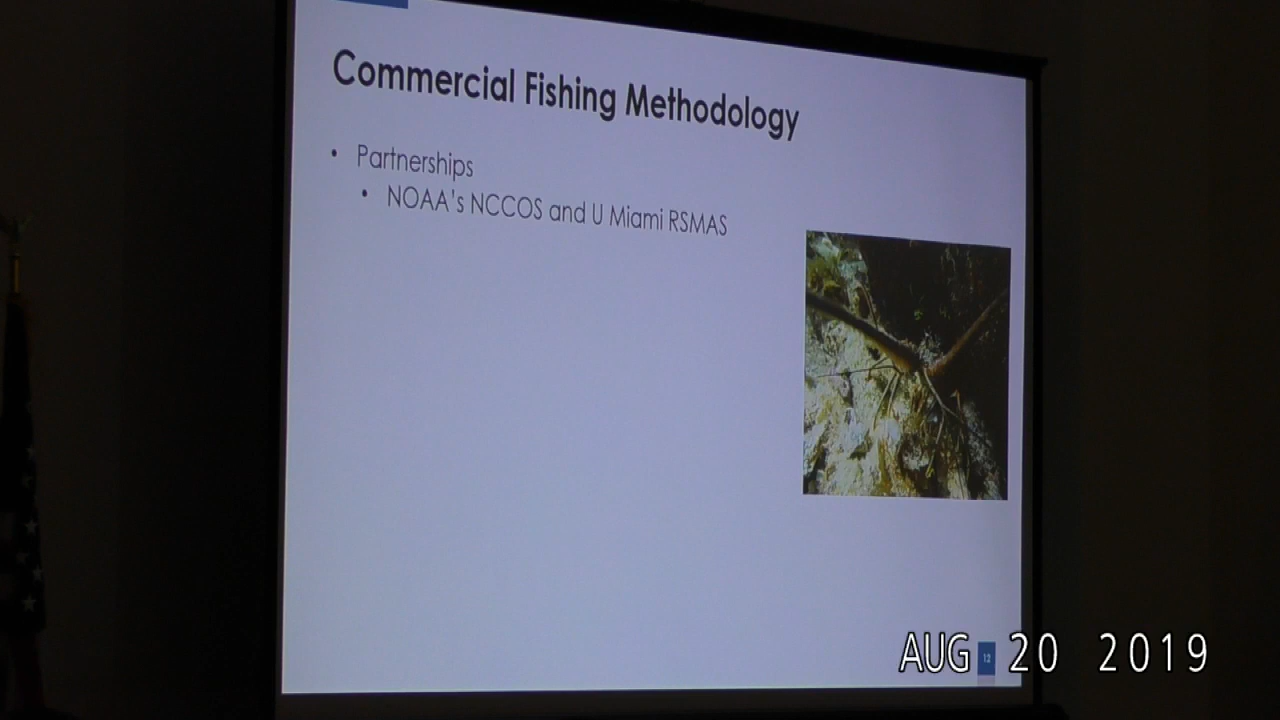 Commercial Fishing Methodology
• Partnerships
• NOAA's NCCOS and U Miami RSMAS
12
AUG 20 2019